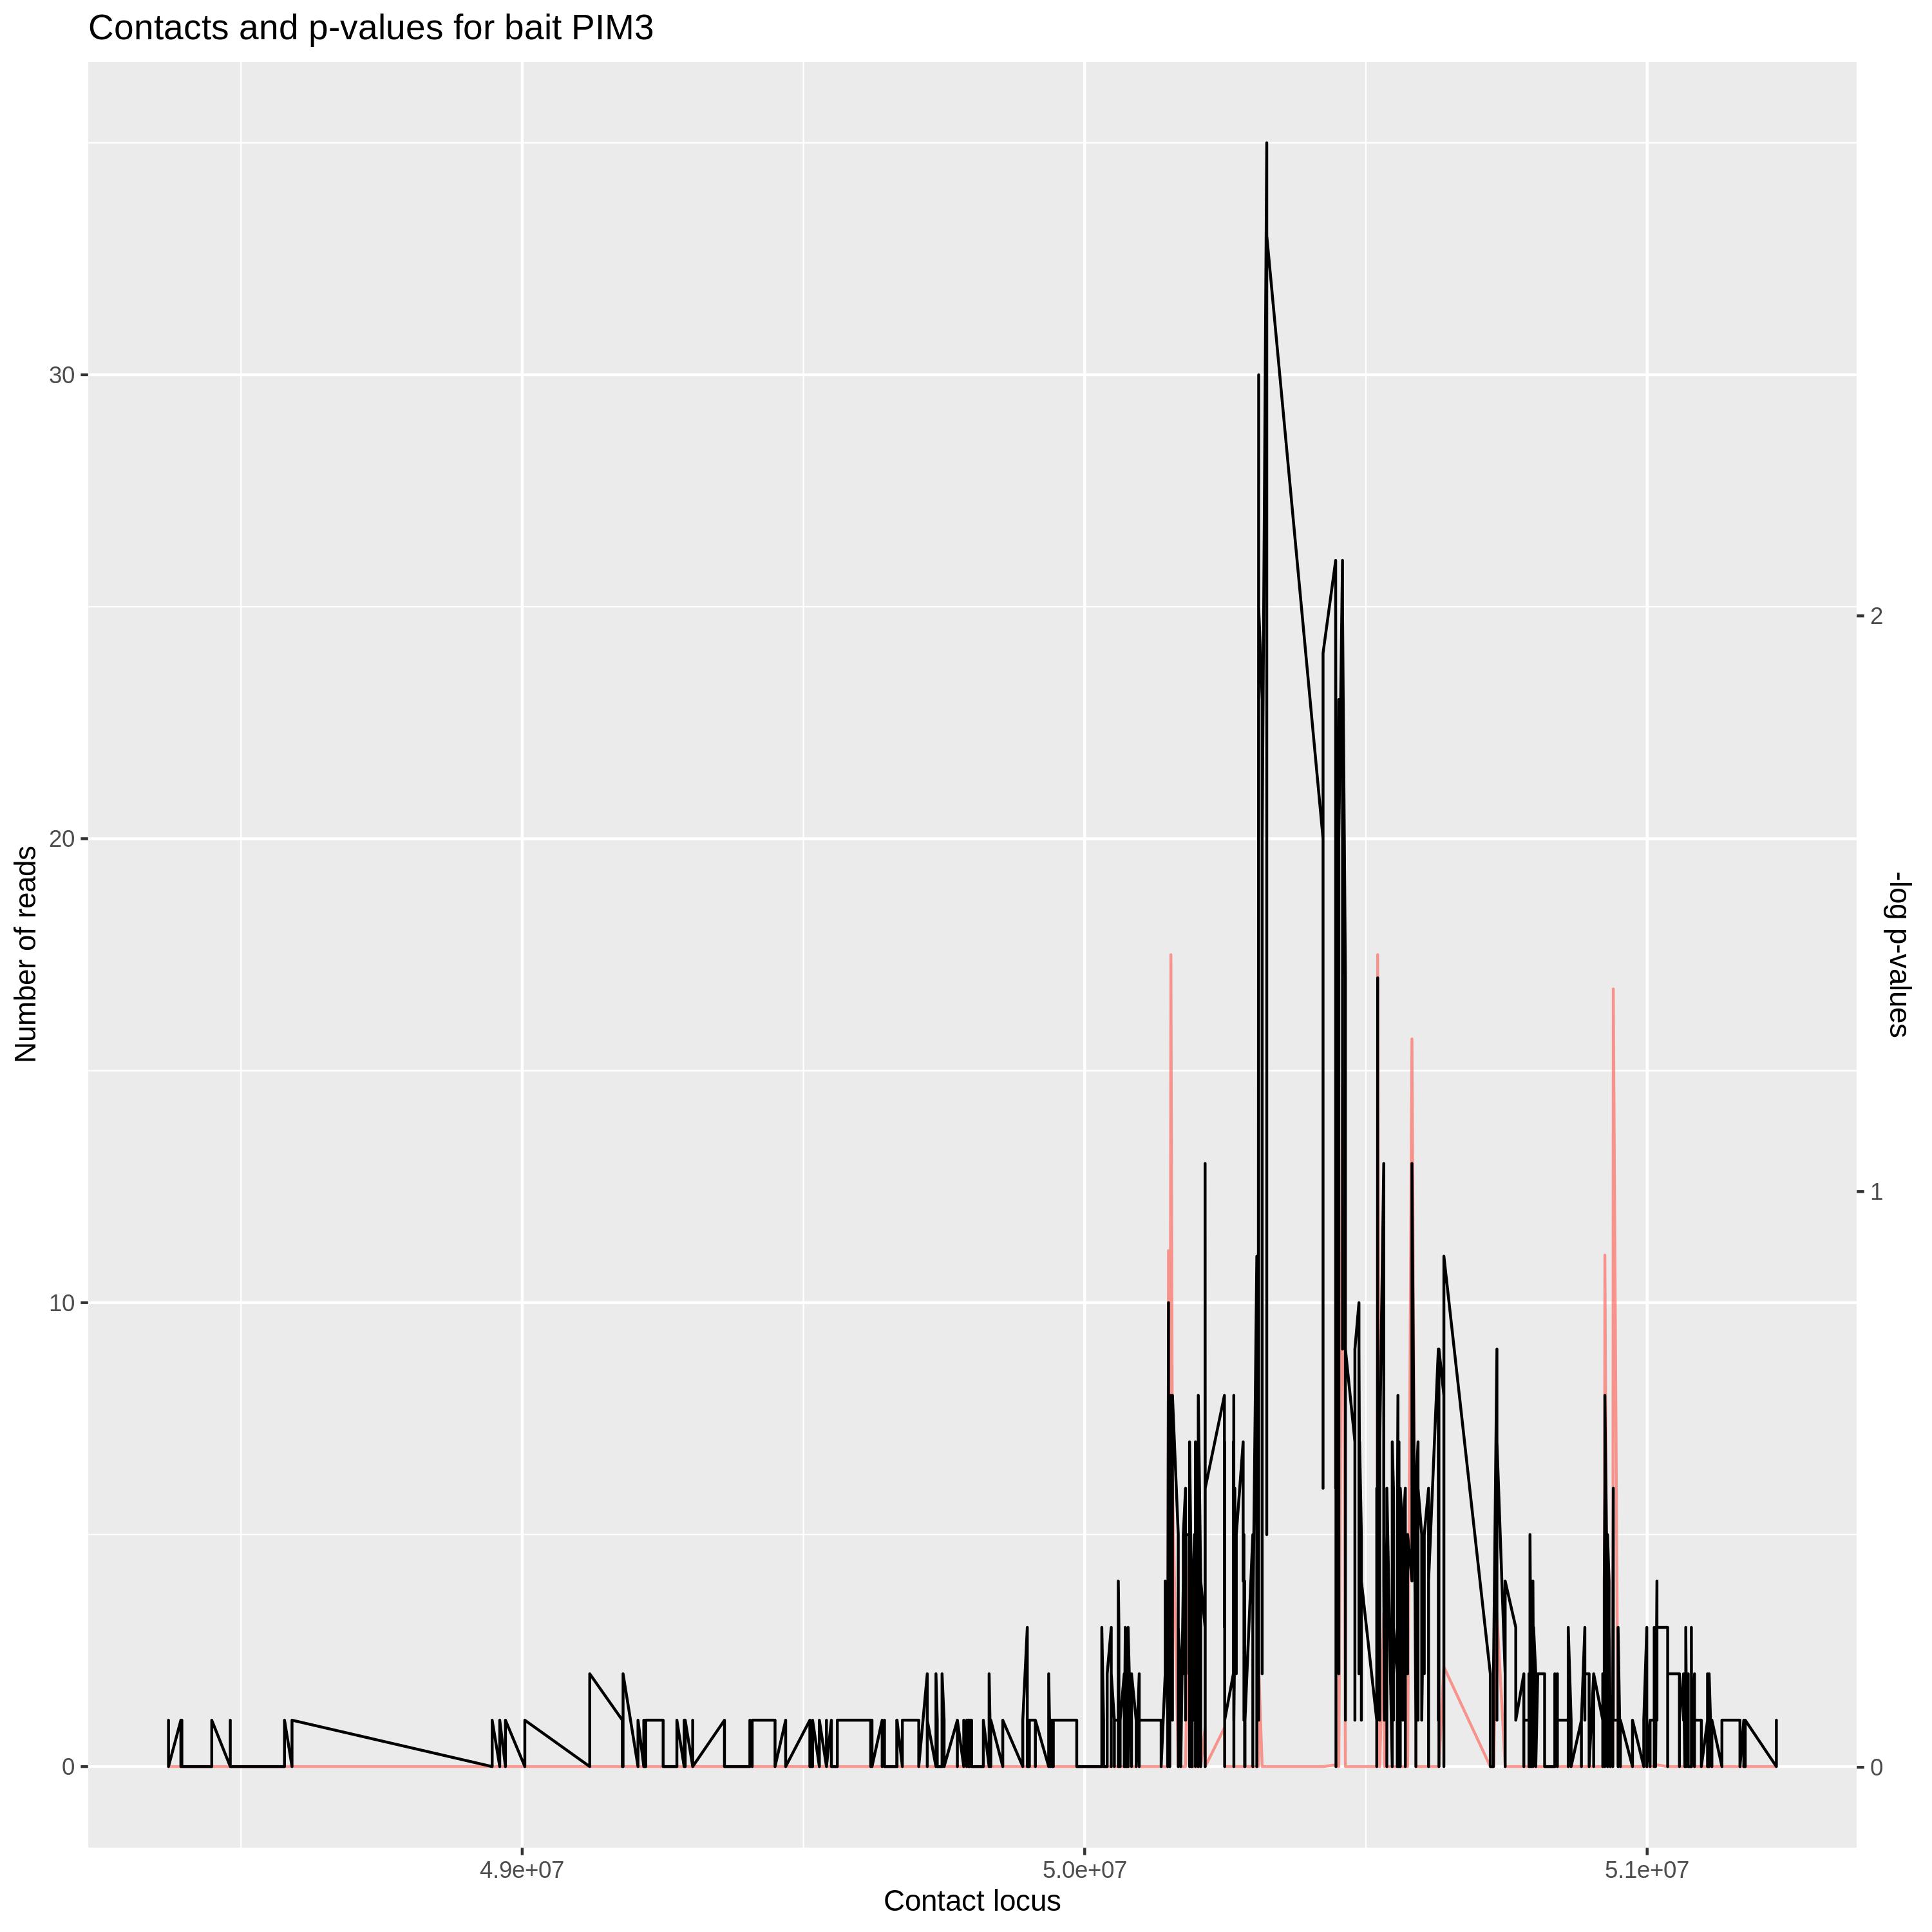 Contacts and p-values for bait PIM3
Number of reads
30
20
10
0
2
1
0
-log p-values
4.9e+07
5.0e+07
5.1e+07
Contact locus